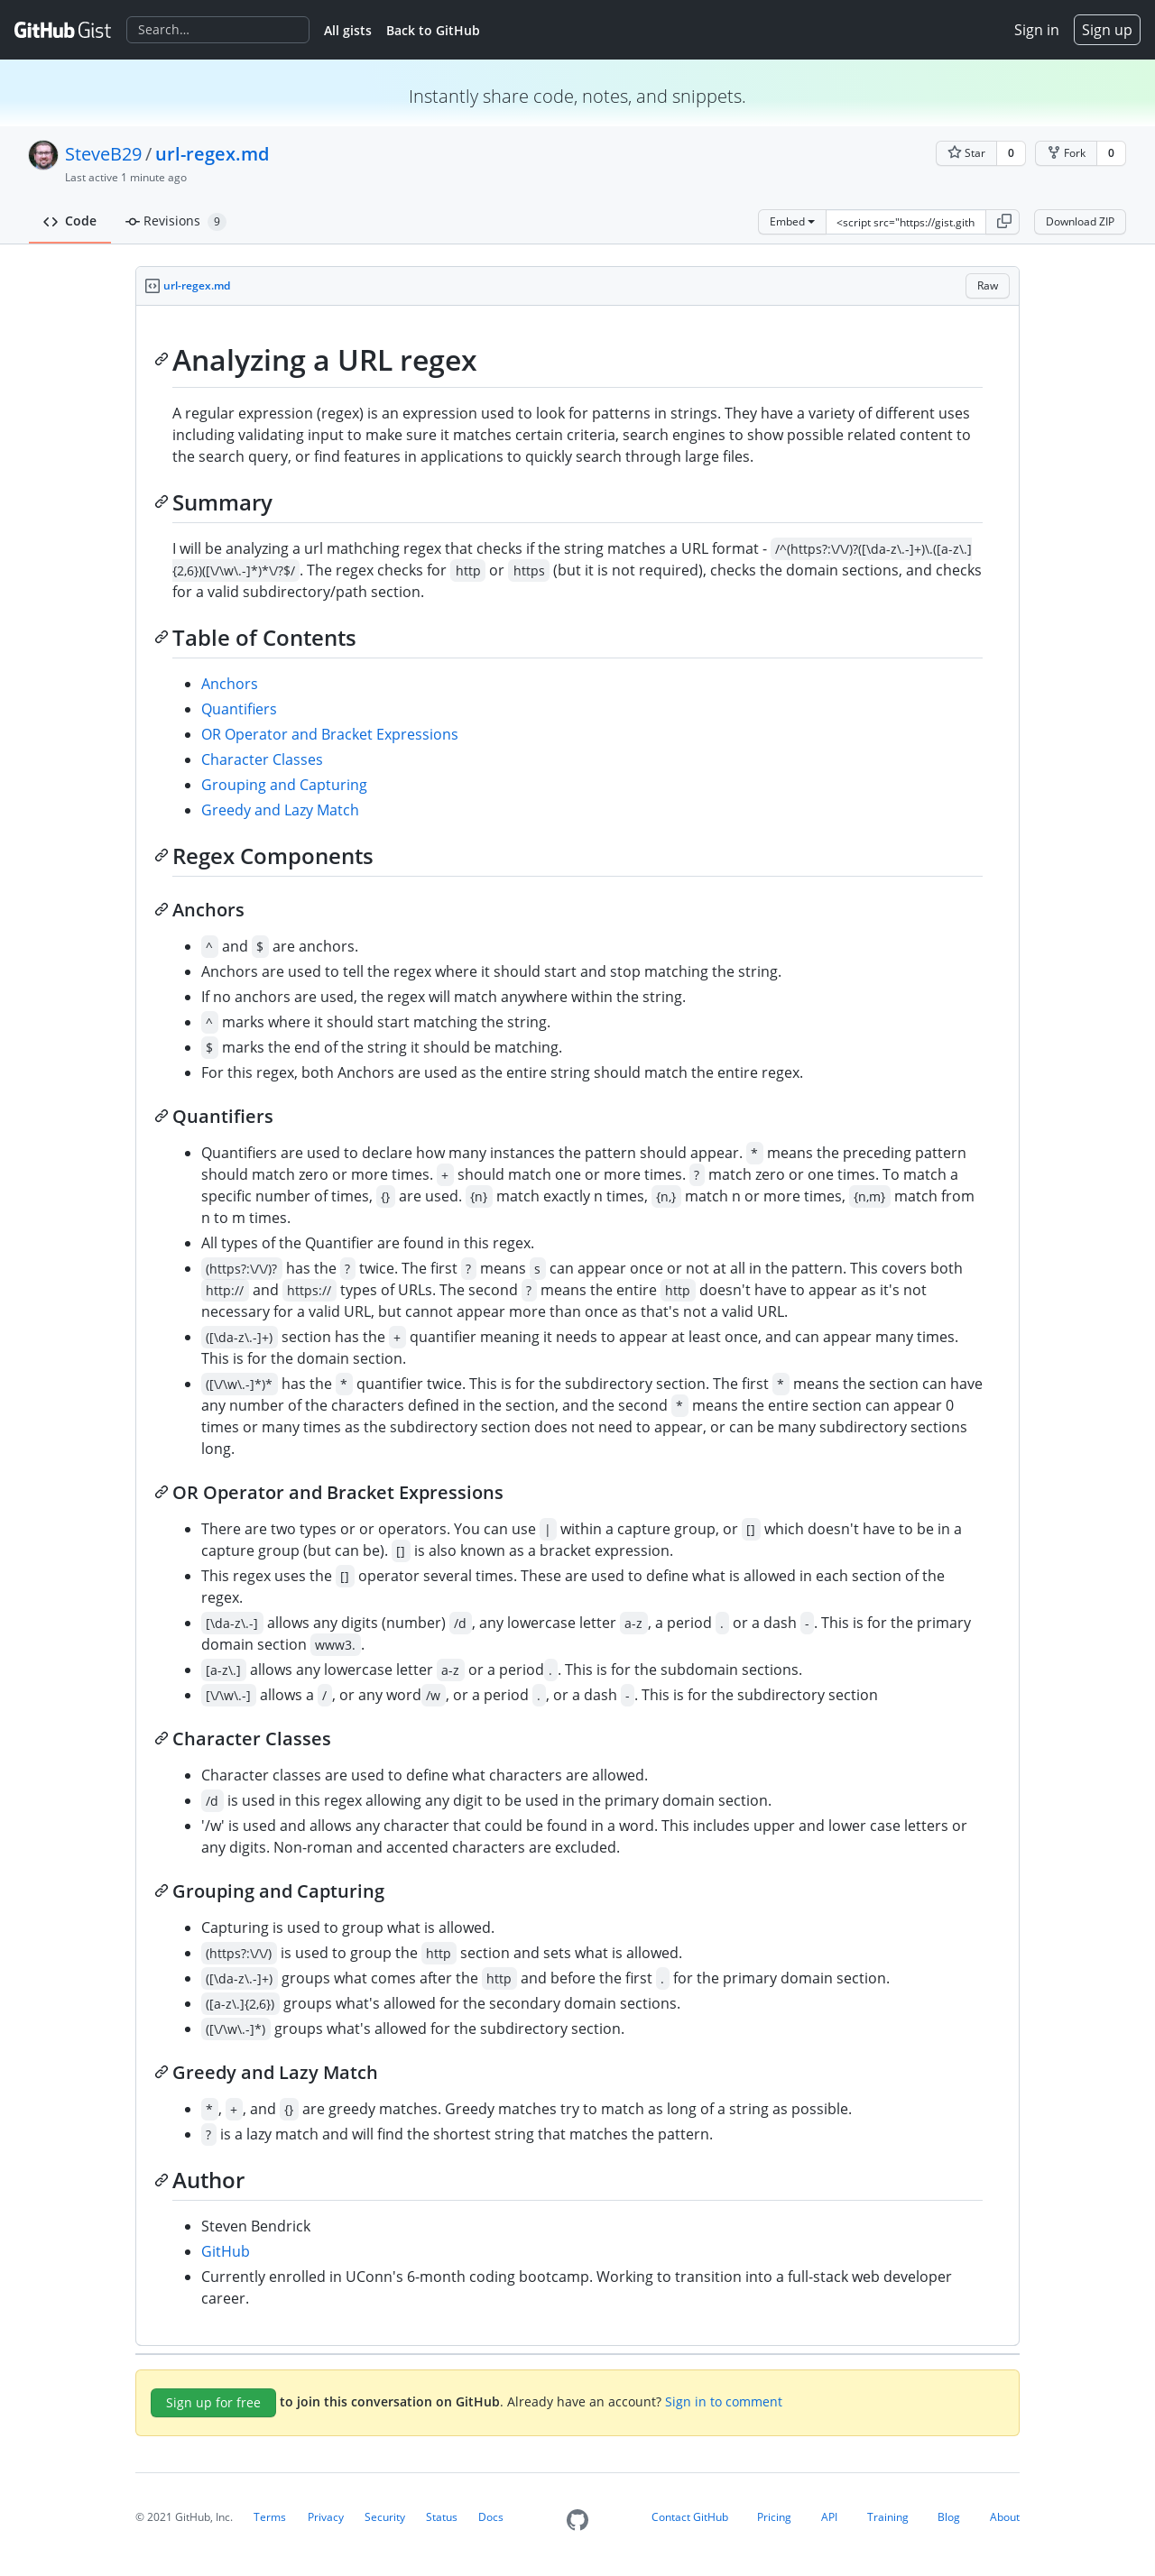 GitHub Gist
Search...
All gists
Back to GitHub
Sign in
Sign up
Instantly share code, notes, and snippets.
SteveB29 / url-regex.md
Last active 1 minute ago
Star 0
Fork 0
Code
Revisions 9
Embed
<script src="https://gist.gith
Download ZIP
url-regex.md
Raw
Analyzing a URL regex
A regular expression (regex) is an expression used to look for patterns in strings. They have a variety of different uses
including validating input to make sure it matches certain criteria, search engines to show possible related content to
the search query, or find features in applications to quickly search through large files.
Summary
I will be analyzing a url mathching regex that checks if the string matches a URL format - /^(https?:\/\/)?([\da-z\.-]+)\.([a-z\.]
{2,6})([\/\w\.-]*)*\/?$/. The regex checks for http or https (but it is not required), checks the domain sections, and checks
for a valid subdirectory/path section.
Table of Contents
Anchors
Quantifiers
OR Operator and Bracket Expressions
Character Classes
Grouping and Capturing
Greedy and Lazy Match
Regex Components
Anchors
^ and $ are anchors.
Anchors are used to tell the regex where it should start and stop matching the string.
If no anchors are used, the regex will match anywhere within the string.
^ marks where it should start matching the string.
$ marks the end of the string it should be matching.
For this regex, both Anchors are used as the entire string should match the entire regex.
Quantifiers
Quantifiers are used to declare how many instances the pattern should appear. * means the preceding pattern
should match zero or more times. + should match one or more times. ? match zero or one times. To match a
specific number of times, {} are used. {n} match exactly n times, {n,} match n or more times, {n,m} match from
n to m times.
All types of the Quantifier are found in this regex.
(https?:\/\/)? has the ? twice. The first ? means s can appear once or not at all in the pattern. This covers both
http:// and https:// types of URLs. The second ? means the entire http doesn't have to appear as it's not
necessary for a valid URL, but cannot appear more than once as that's not a valid URL.
([\da-z\.-]+) section has the + quantifier meaning it needs to appear at least once, and can appear many times.
This is for the domain section.
([\/\w\.-]*)* has the * quantifier twice. This is for the subdirectory section. The first * means the section can have
any number of the characters defined in the section, and the second * means the entire section can appear 0
times or many times as the subdirectory section does not need to appear, or can be many subdirectory sections
long.
OR Operator and Bracket Expressions
There are two types or or operators. You can use | within a capture group, or [] which doesn't have to be in a
capture group (but can be). [] is also known as a bracket expression.
This regex uses the [] operator several times. These are used to define what is allowed in each section of the
regex.
[\da-z\.-] allows any digits (number) /d, any lowercase letter a-z, a period . or a dash -. This is for the primary
domain section www3..
[a-z\.] allows any lowercase letter a-z or a period .. This is for the subdomain sections.
[\/\w\.-] allows a /, or any word /w, or a period ., or a dash -. This is for the subdirectory section
Character Classes
Character classes are used to define what characters are allowed.
/d is used in this regex allowing any digit to be used in the primary domain section.
'/w' is used and allows any character that could be found in a word. This includes upper and lower case letters or
any digits. Non-roman and accented characters are excluded.
Grouping and Capturing
Capturing is used to group what is allowed.
(https?:\/\/) is used to group the http section and sets what is allowed.
([\da-z\.-]+) groups what comes after the http and before the first . for the primary domain section.
([a-z\.]{2,6}) groups what's allowed for the secondary domain sections.
([\/\w\.-]*) groups what's allowed for the subdirectory section.
Greedy and Lazy Match
*, +, and {} are greedy matches. Greedy matches try to match as long of a string as possible.
? is a lazy match and will find the shortest string that matches the pattern.
Author
Steven Bendrick
GitHub
Currently enrolled in UConn's 6-month coding bootcamp. Working to transition into a full-stack web developer
career.
Sign up for free to join this conversation on GitHub. Already have an account? Sign in to comment
© 2021 GitHub, Inc. Terms Privacy Security Status Docs Contact GitHub Pricing API Training Blog About